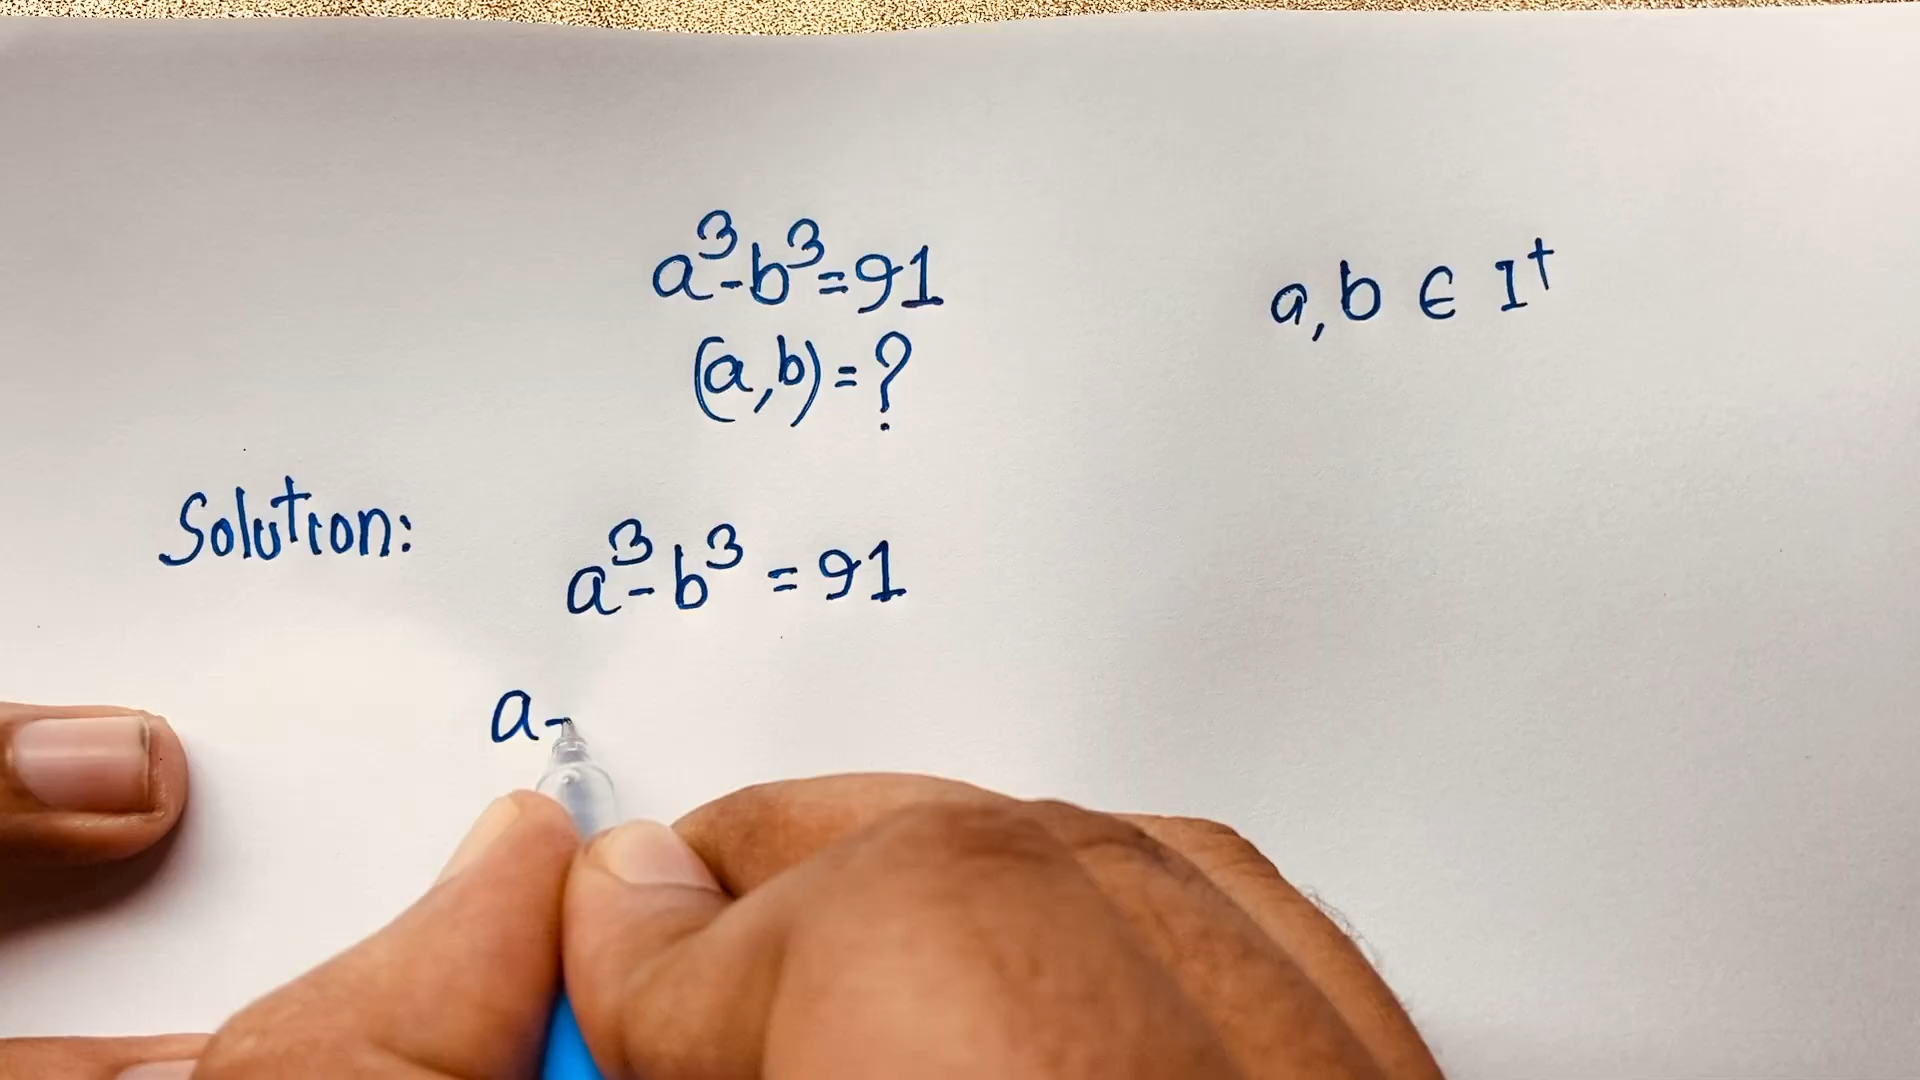 a³-b³=91
a, b ∈ I⁺
(a,b)=?
Solution:
a³-b³ = 91
a-